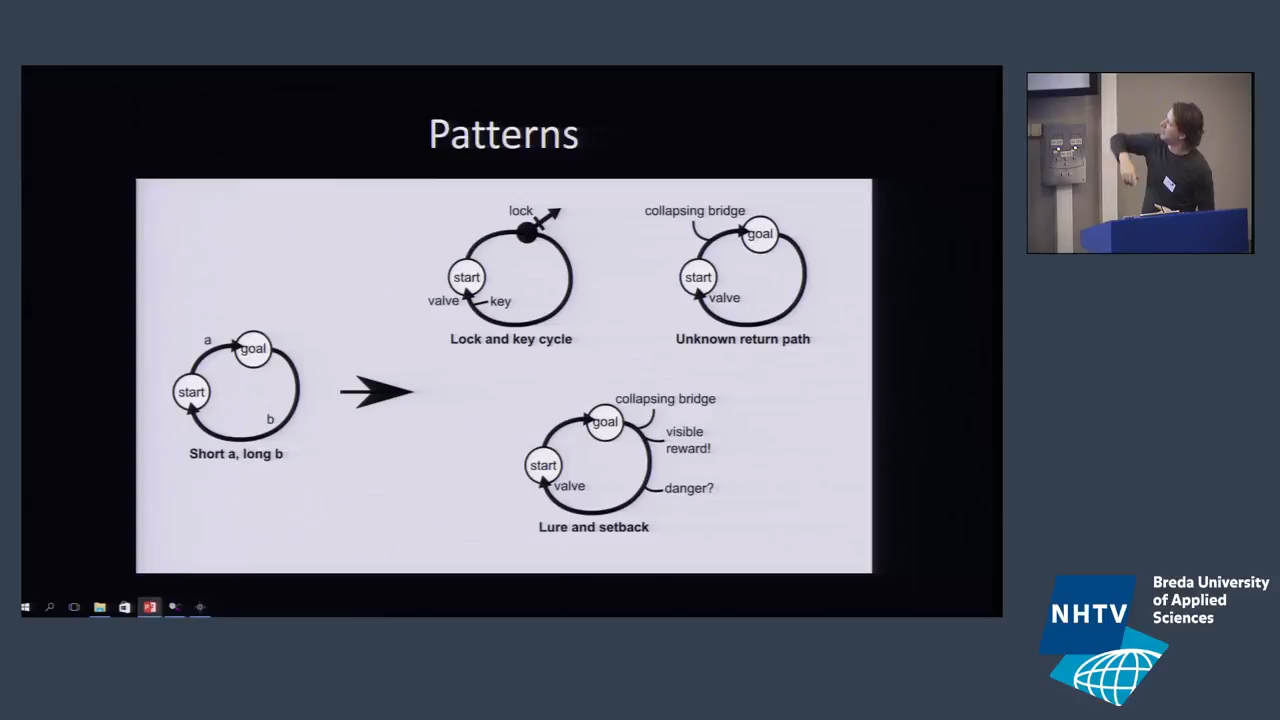 Patterns
lock
start
valve
key
Lock and key cycle
collapsing bridge
goal
start
valve
Unknown return path
a
goal
start
b
Short a, long b
collapsing bridge
goal
visible
reward!
start
valve
danger?
Lure and setback
NHTV
Breda University
of Applied
Sciences